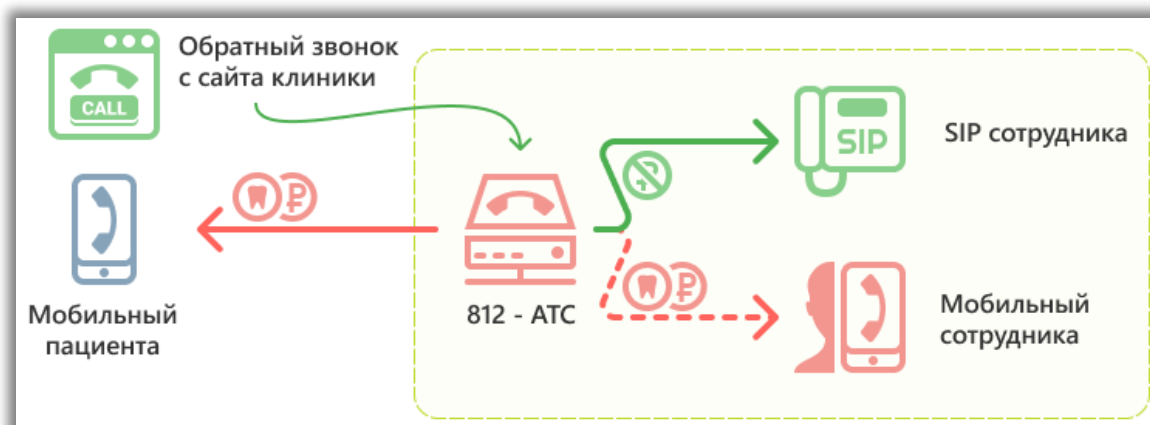 Обратный звонок
с сайта клиники
CALL
SIP
SIP сотрудника
812 - АТС
Мобильный
пациента
Мобильный
сотрудника